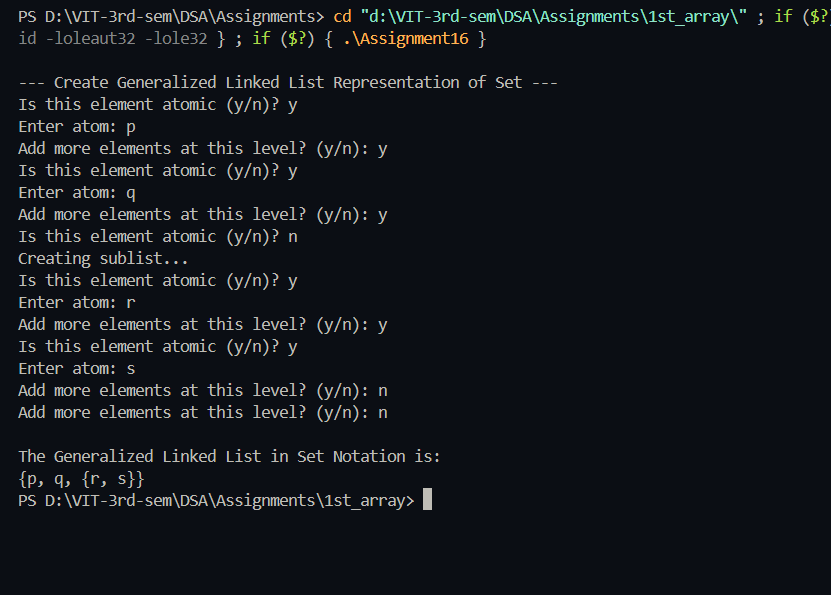 PS D:\VIT-3rd-sem\DSA\Assignments> cd "d:\VIT-3rd-sem\DSA\Assignments\1st_array\" ; if ($?)
id -loleaut32 -lole32 } ; if ($?) { .\Assignment16 }
--- Create Generalized Linked List Representation of Set ---
Is this element atomic (y/n)? y
Enter atom: p
Add more elements at this level? (y/n): y
Is this element atomic (y/n)? y
Enter atom: q
Add more elements at this level? (y/n): y
Is this element atomic (y/n)? n
Creating sublist...
Is this element atomic (y/n)? y
Enter atom: r
Add more elements at this level? (y/n): y
Is this element atomic (y/n)? y
Enter atom: s
Add more elements at this level? (y/n): n
Add more elements at this level? (y/n): n
The Generalized Linked List in Set Notation is:
{p, q, {r, s}}
PS D:\VIT-3rd-sem\DSA\Assignments\1st_array>